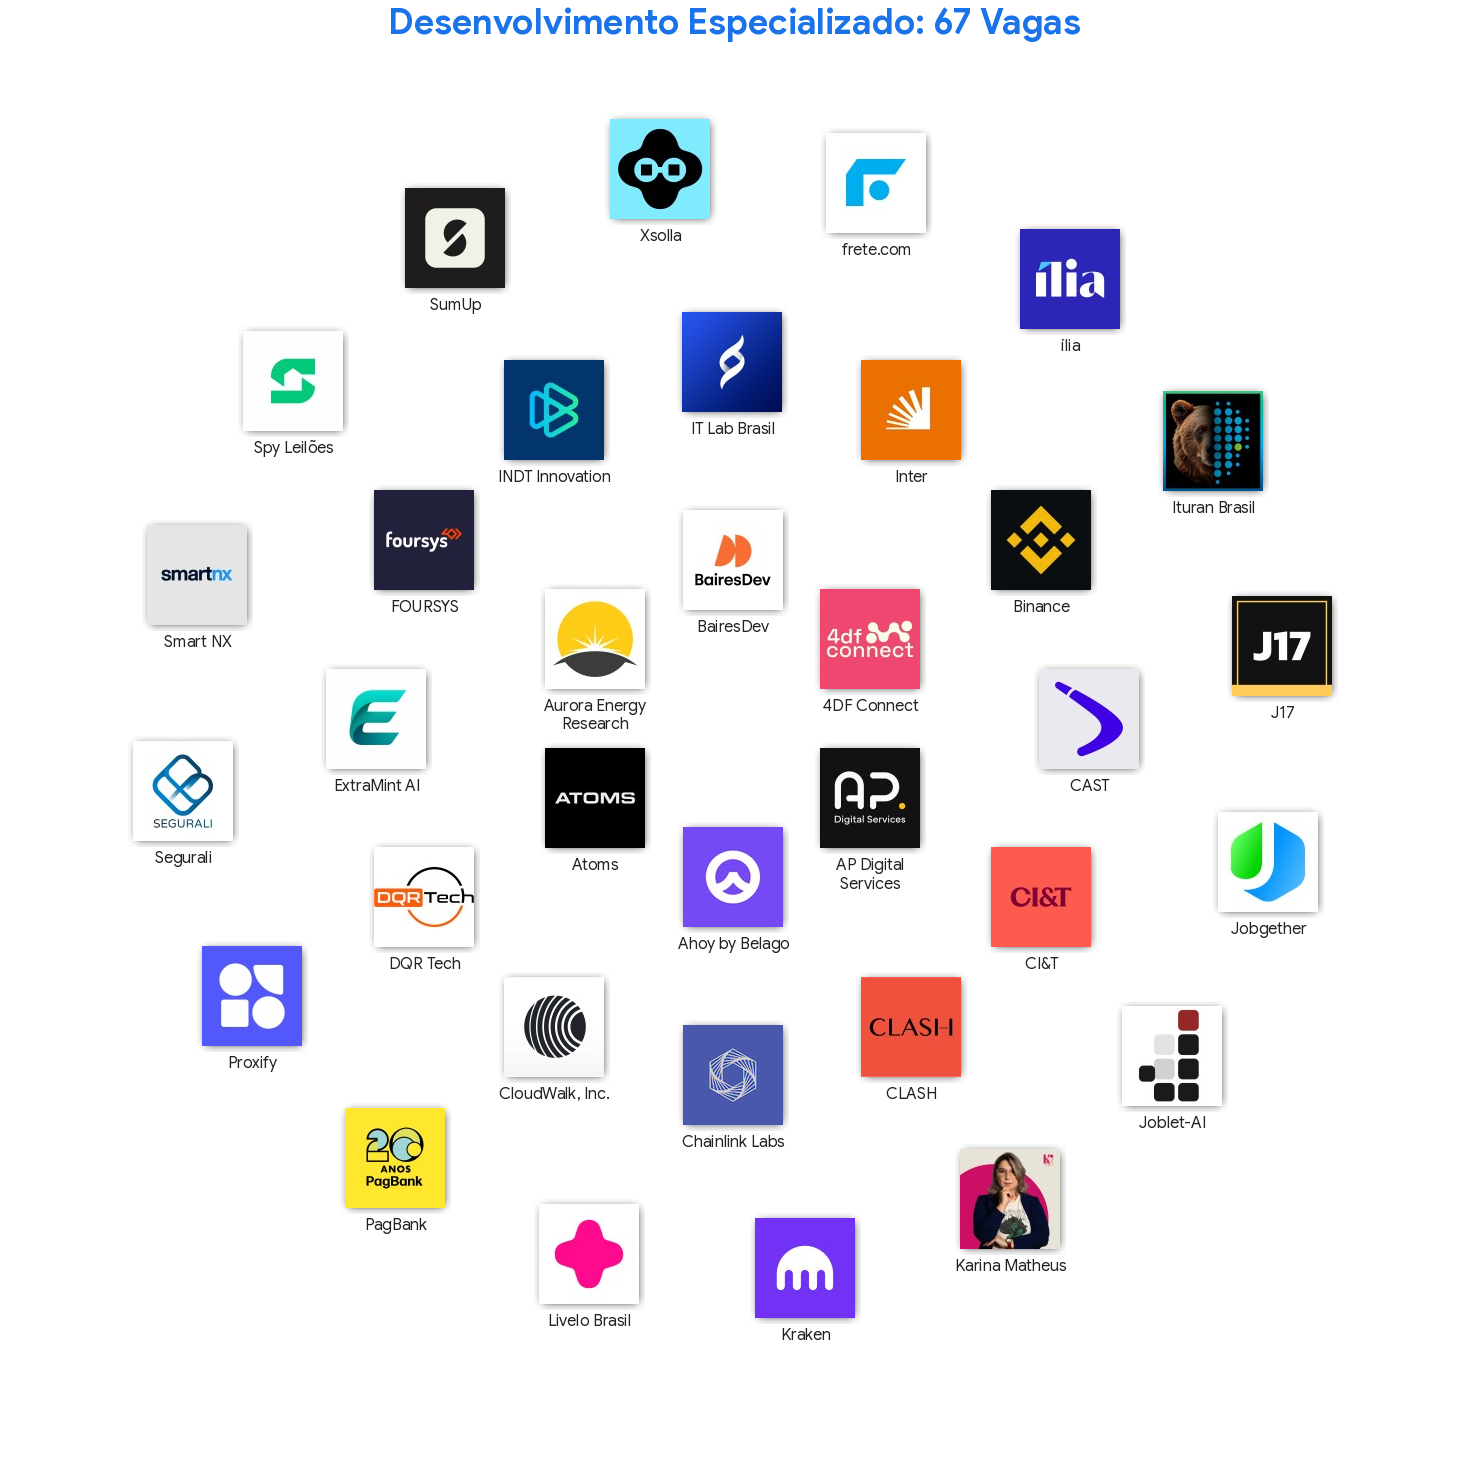 Desenvolvimento Especializado: 67 Vagas
Xsolla
frete.com
SumUp
ília
ília
IT Lab Brasil
Spy Leilões
INDT Innovation
Inter
Ituran Brasil
foursys
FOURSYS
smartnx
Smart NX
BairesDev
BairesDev
Binance
4df
connect
4DF Connect
J17
J17
Aurora Energy
Research
ExtraMint AI
CAST
SEGURALI
Segurali
ATOMS
Atoms
AP.
Digital Services
AP Digital
Services
Jobgether
DQR Tech
DQR Tech
Ahoy by Belago
CI&T
CI&T
Proxify
CloudWalk, Inc.
CLASH
CLASH
Chainlink Labs
Joblet-AI
20
ANOS
PagBank
PagBank
Karina Matheus
Livelo Brasil
Kraken